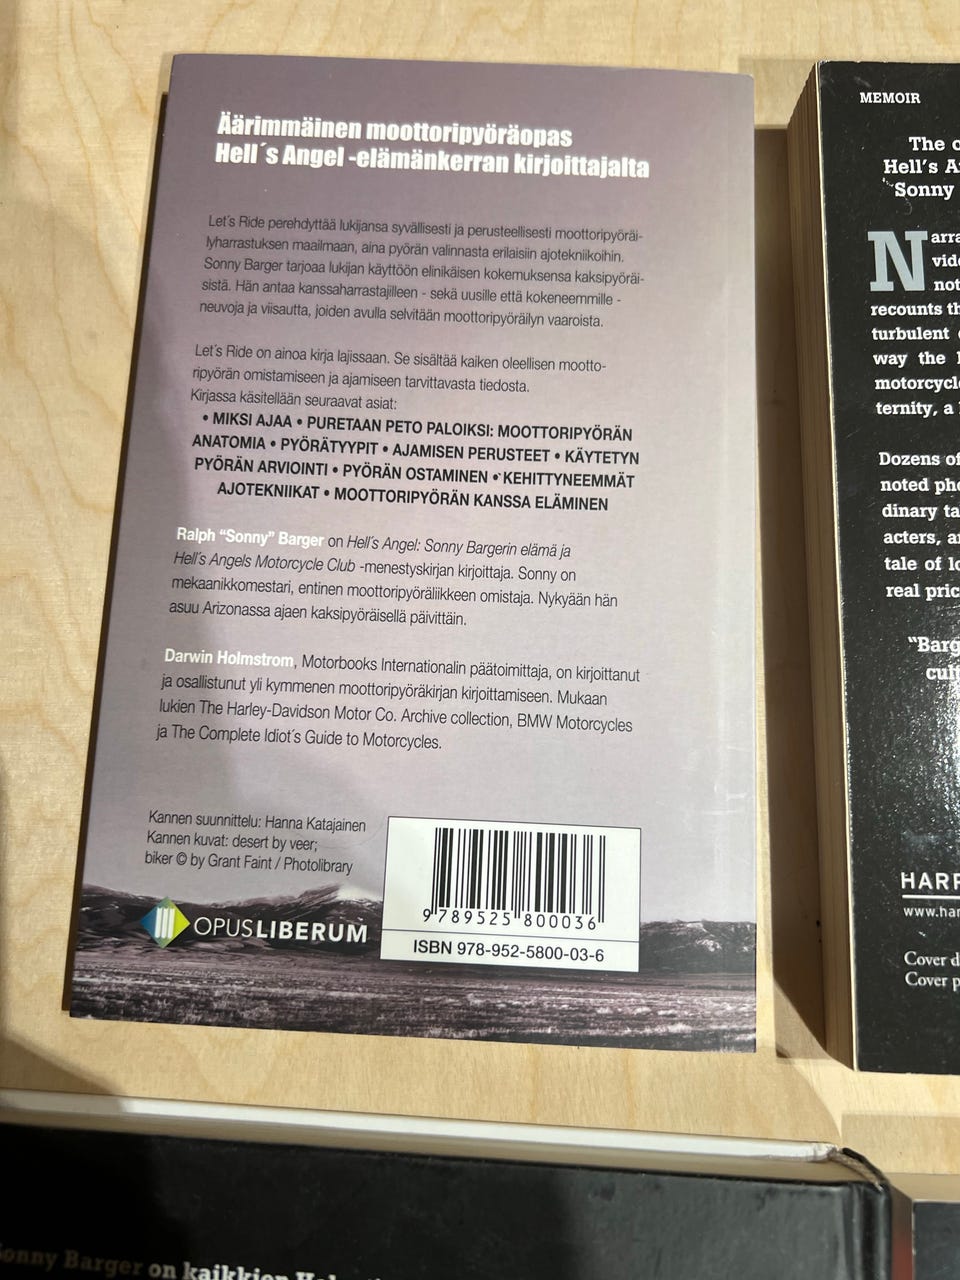 Äärimmäinen moottoripyöräopas
Hell´s Angel -elämänkerran kirjoittajalta
Let´s Ride perehdyttää lukijansa syvällisesti ja perusteellisesti moottoripyöräi-
lyharrastuksen maailmaan, aina pyörän valinnasta erilaisiin ajotekniikoihin.
Sonny Barger tarjoaa lukijan käyttöön elinikäisen kokemuksensa kaksipyöräi-
sistä. Hän antaa kanssaharrastajilleen - sekä uusille että kokeneemmille -
neuvoja ja viisautta, joiden avulla selvitään moottoripyöräilyn vaaroista.
Let´s Ride on ainoa kirja lajissaan. Se sisältää kaiken oleellisen mootto-
ripyörän omistamiseen ja ajamiseen tarvittavasta tiedosta.
Kirjassa käsitellään seuraavat asiat:
• MIKSI AJAA • PURETAAN PETO PALOIKSI: MOOTTORIPYÖRÄN
ANATOMIA • PYÖRÄTYYPIT • AJAMISEN PERUSTEET • KÄYTETYN
PYÖRÄN ARVIOINTI • PYÖRÄN OSTAMINEN • KEHITTYNEEMMÄT
AJOTEKNIIKAT • MOOTTORIPYÖRÄN KANSSA ELÄMINEN
Ralph “Sonny” Barger on Hell´s Angel: Sonny Bargerin elämä ja
Hell´s Angels Motorcycle Club -menestyskirjan kirjoittaja. Sonny on
mekaanikkomestari, entinen moottoripyöräliikkeen omistaja. Nykyään hän
asuu Arizonassa ajaen kaksipyöräisellä päivittäin.
Darwin Holmstrom, Motorbooks Internationalin päätoimittaja, on kirjoittanut
ja osallistunut yli kymmenen moottoripyöräkirjan kirjoittamiseen. Mukaan
lukien The Harley-Davidson Motor Co. Archive collection, BMW Motorcycles
ja The Complete Idiot´s Guide to Motorcycles.
Kannen suunnittelu: Hanna Katajainen
Kannen kuvat: desert by veer;
biker © by Grant Faint / Photolibrary
OPUSLIBERUM
9 789525 800036
ISBN 978-952-5800-03-6
MEMOIR
The
Hell's
Sonny
recounts
turbulent
way the
ternity, a
Dozens of
noted
acters,
tale of
real
Cover
Cover
Sonny Barger on kaikkien